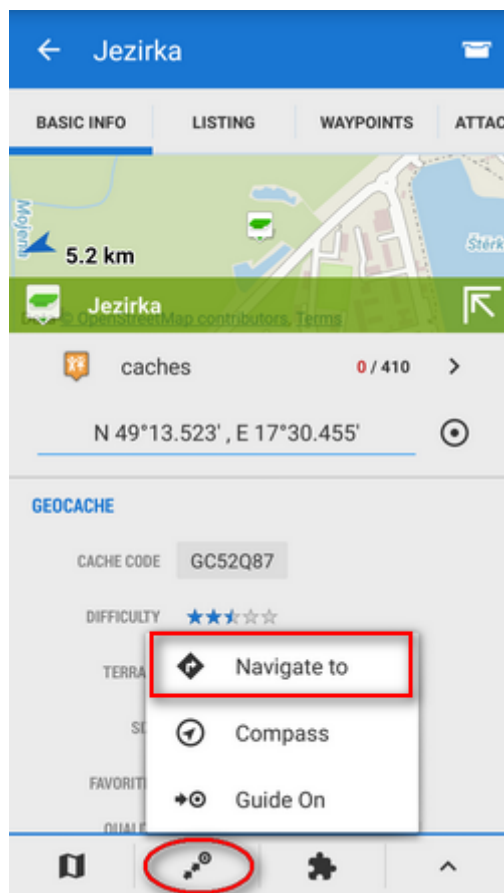 Jezirka
BASIC INFO LISTING WAYPOINTS ATTAC
Mojena
5.2 km
Štěrk
Jezirka
© OpenStreetMap contributors, Terms
caches 0 / 410
N 49°13.523' , E 17°30.455'
GEOCACHE
CACHE CODE GC52Q87
DIFFICULTY
TERRA
Navigate to
Compass
FAVORIT
Guide On